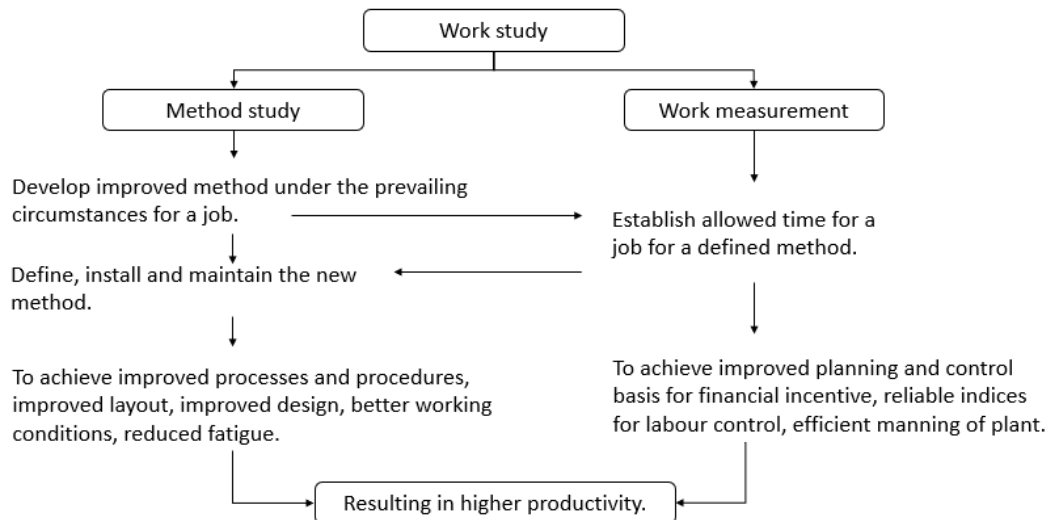 Work study
Method study
Work measurement
Develop improved method under the prevailing
circumstances for a job.
Establish allowed time for a
job for a defined method.
Define, install and maintain the new
method.
To achieve improved processes and procedures,
improved layout, improved design, better working
conditions, reduced fatigue.
To achieve improved planning and control
basis for financial incentive, reliable indices
for labour control, efficient manning of plant.
Resulting in higher productivity.